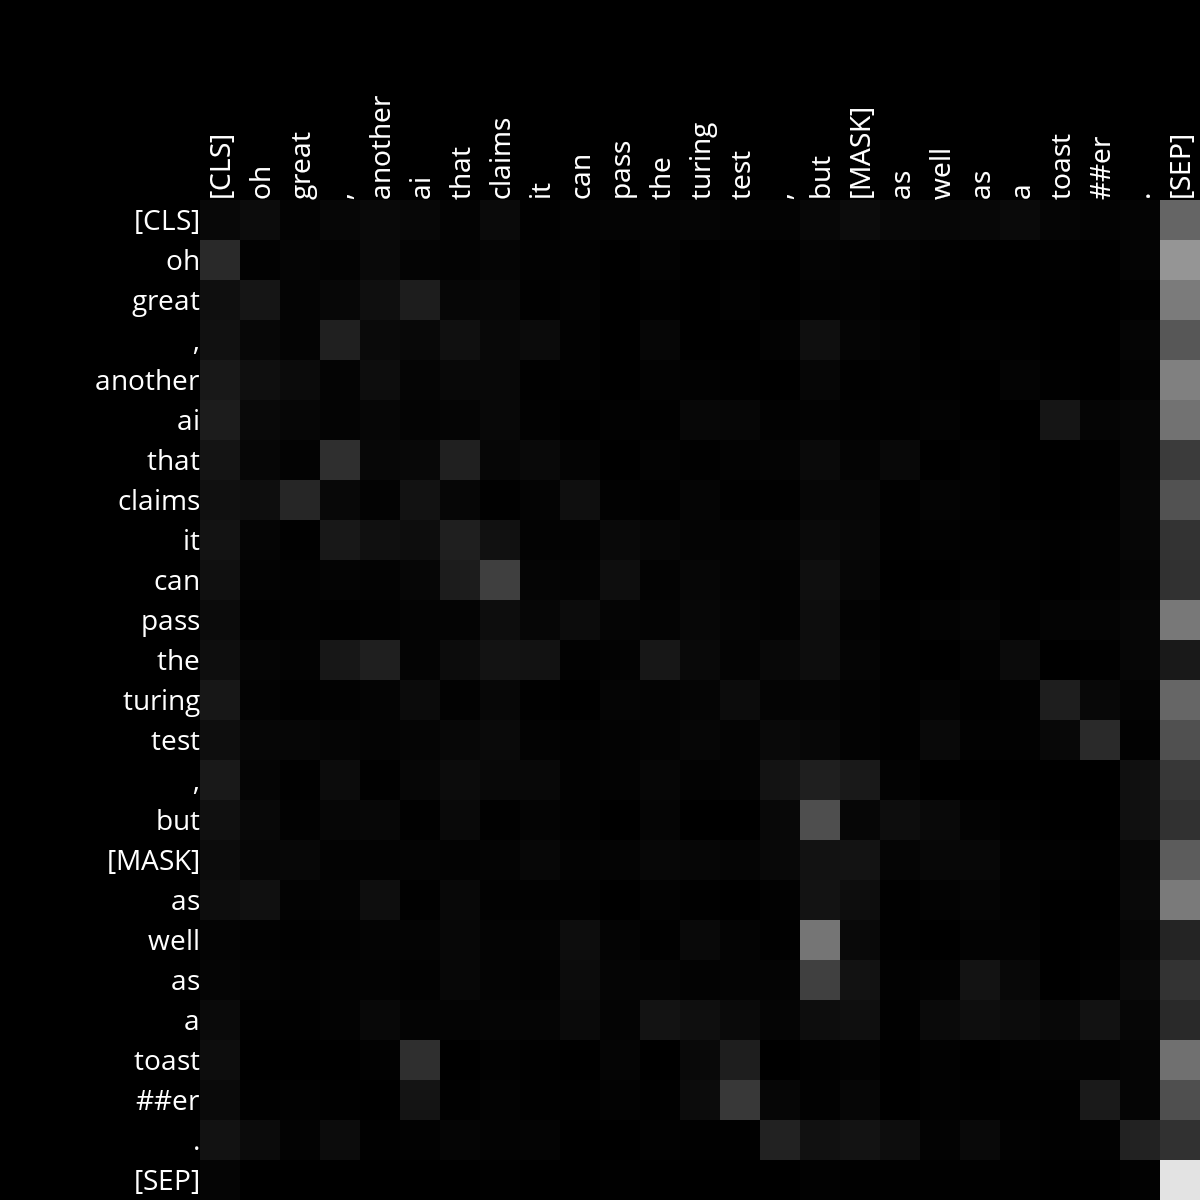 [CLS] oh great , another ai that claims it can pass the turing test , but [MASK] as well as a toast ##er . [SEP]
[CLS]
oh
great
,
another
ai
that
claims
it
can
pass
the
turing
test
,
but
[MASK]
as
well
as
a
toast
##er
.
[SEP]